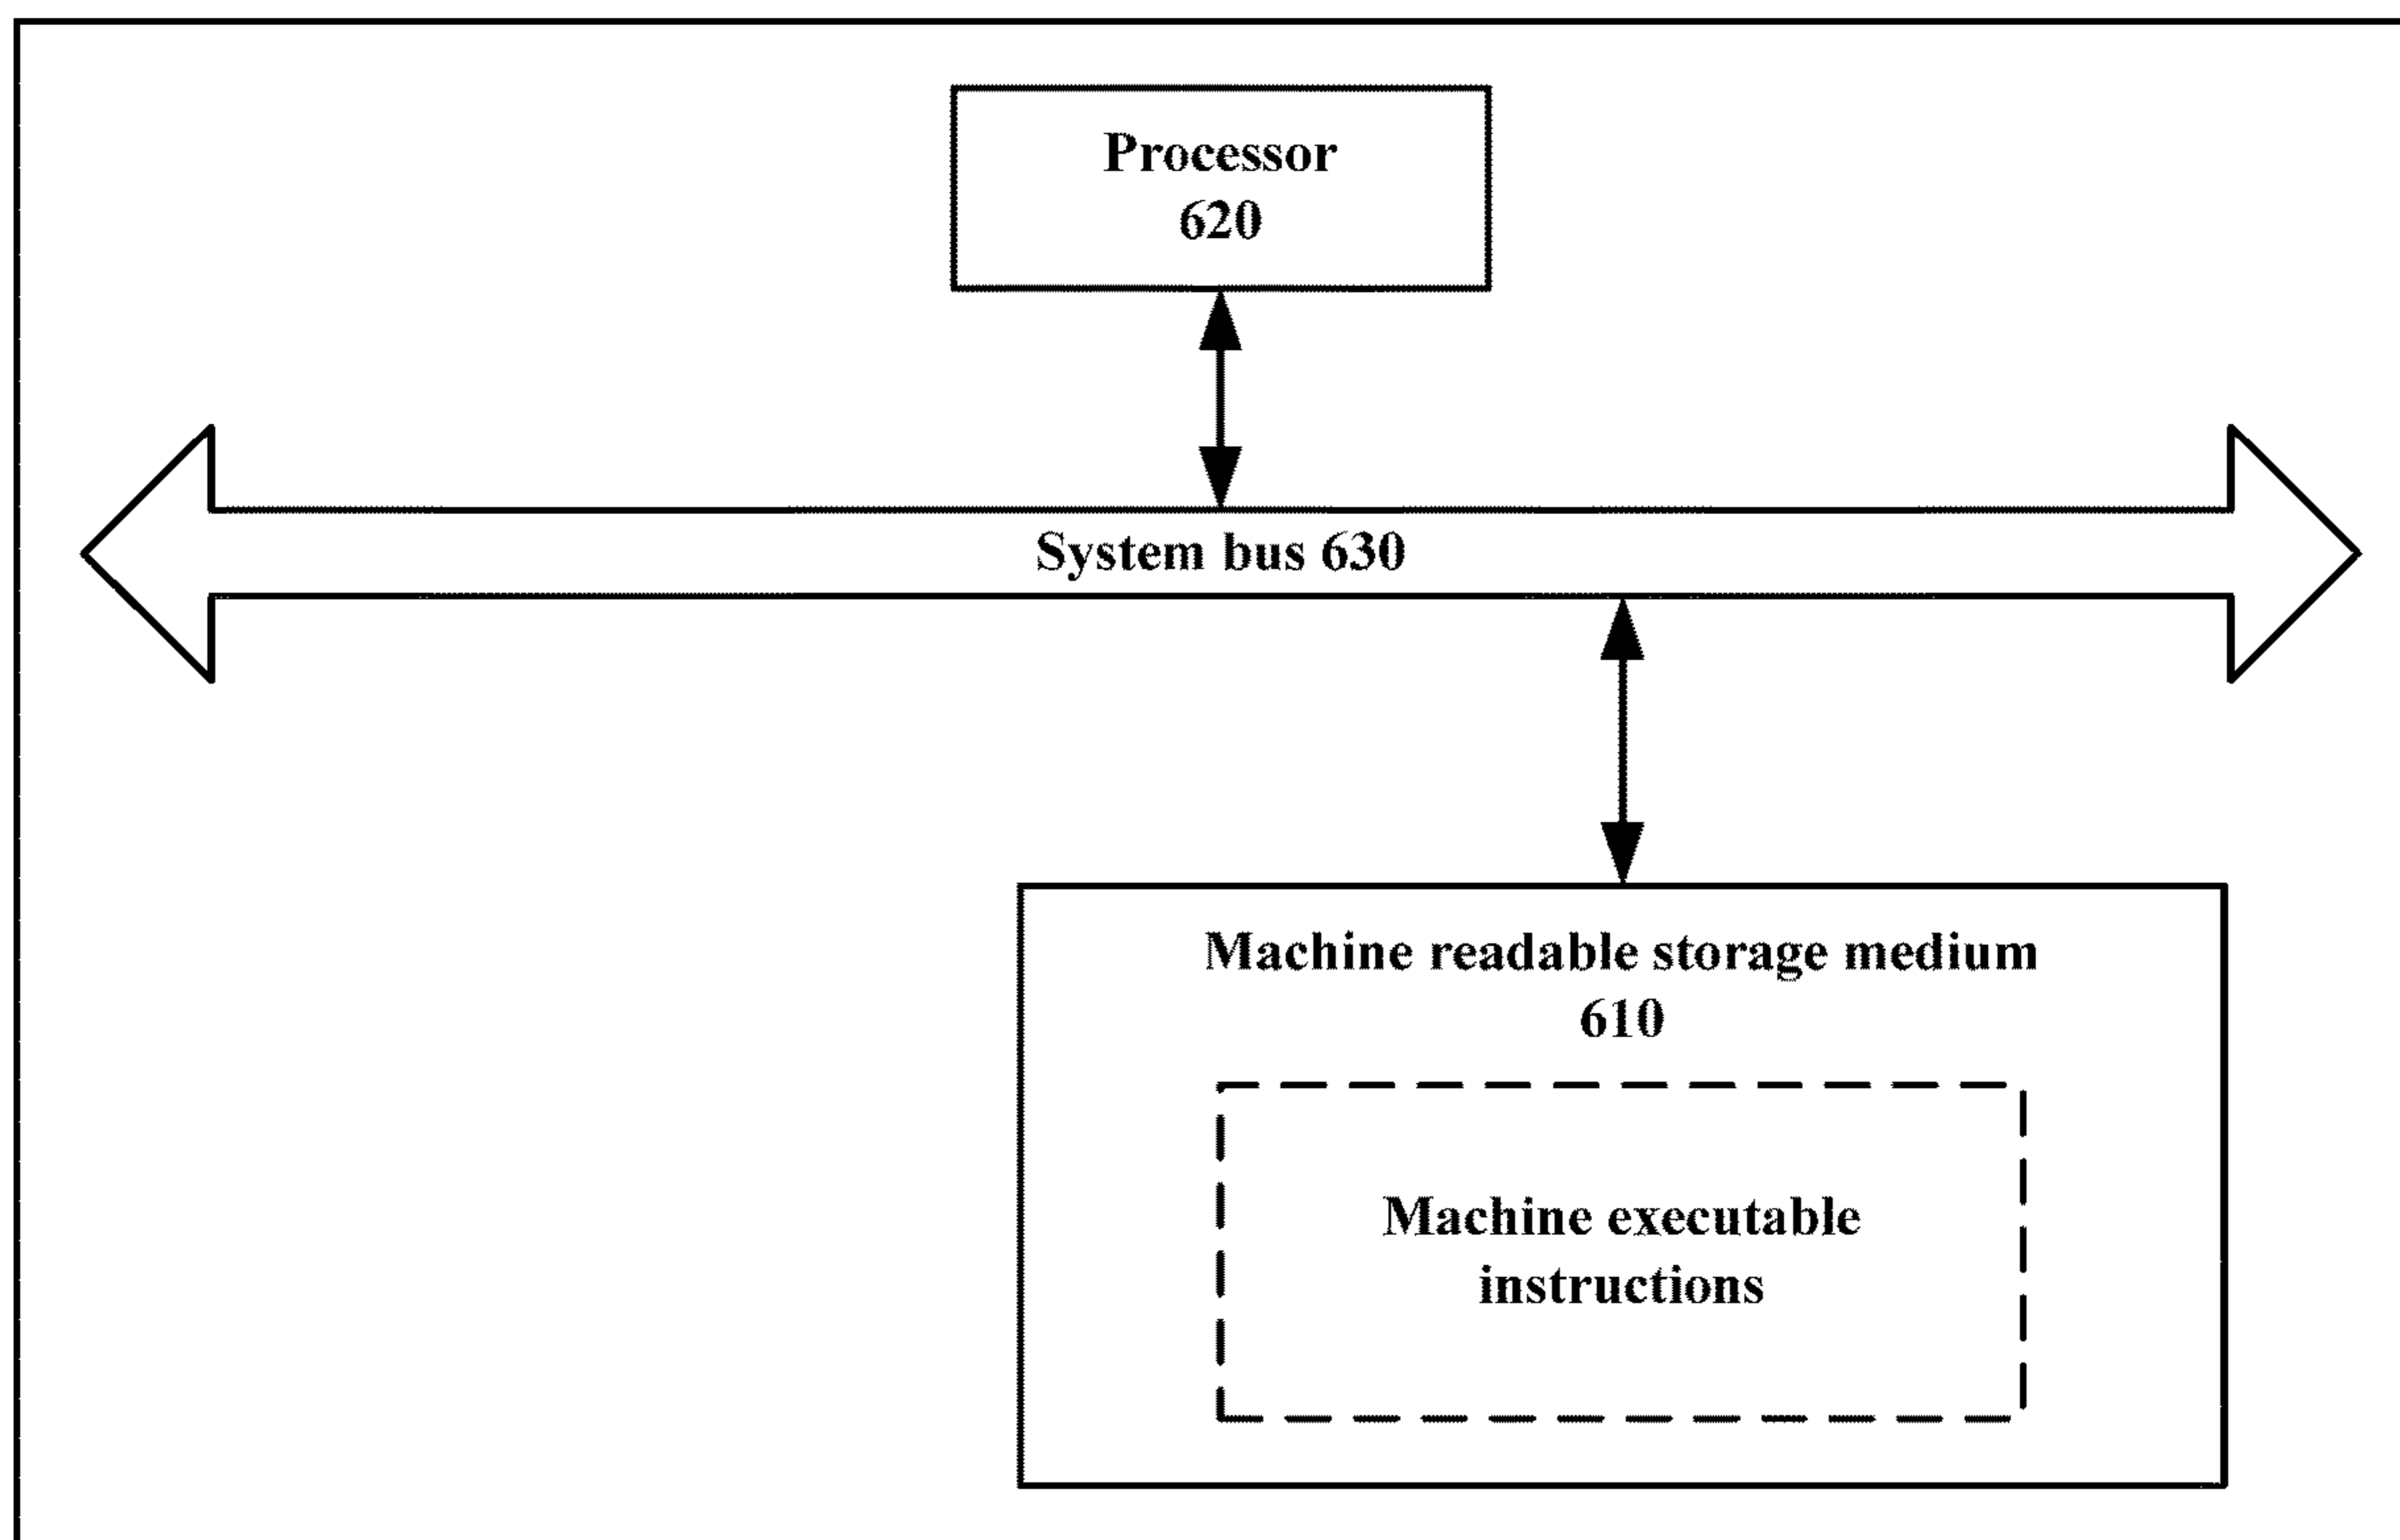 Processor
620
System bus 630
Machine readable storage medium
610
Machine executable
instructions